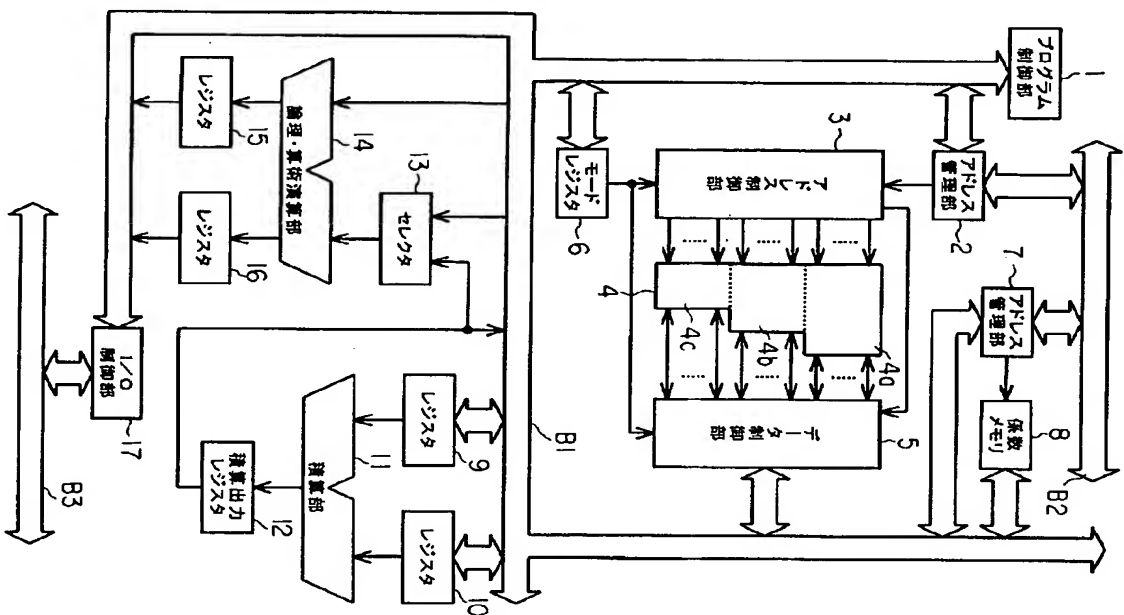 プログラム
制御部
1
アドレス
管理部
2
B2
アドレス
管理部
7
係数
メモリ
8
アドレス制御部
3
モード
レジスタ
6
4
4a
4b
4c
データ制御部
5
B1
レジスタ
9
レジスタ
10
積算部
11
積算出力
レジスタ
12
セレクタ
13
論理・算術演算部
14
レジスタ
15
レジスタ
16
I/O
制御部
17
B3